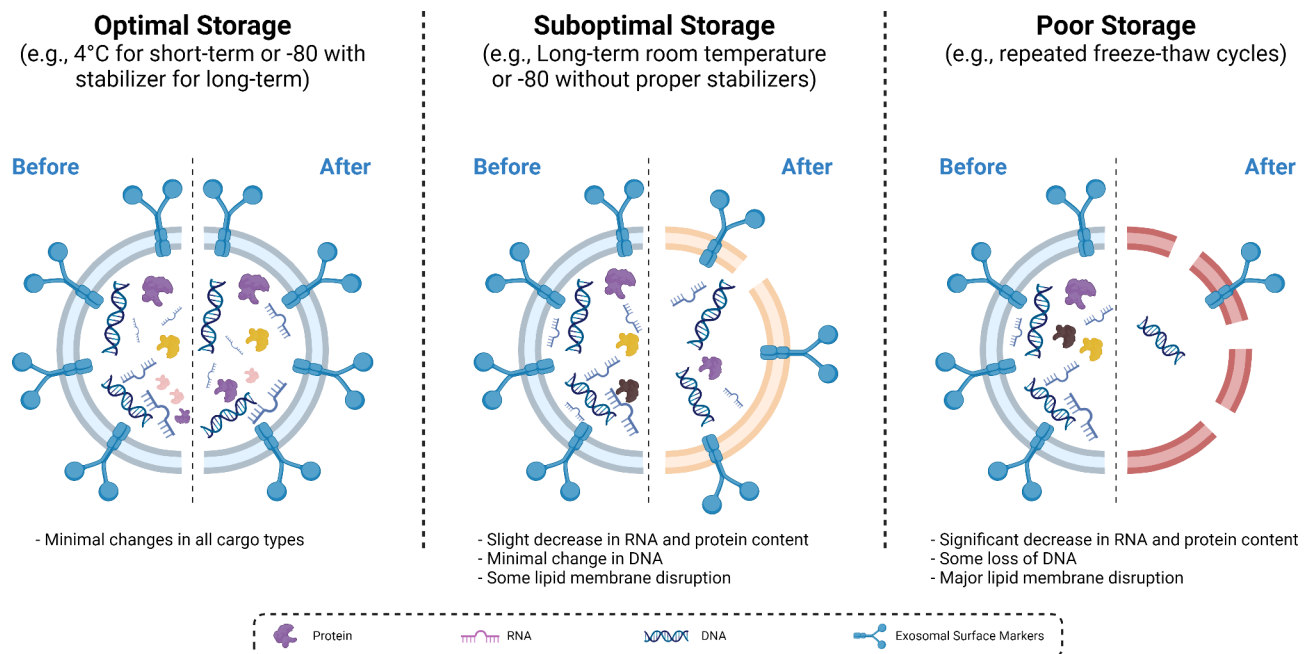 Optimal Storage
(e.g., 4°C for short-term or -80 with
stabilizer for long-term)
Before
After
- Minimal changes in all cargo types
Suboptimal Storage
(e.g., Long-term room temperature
or -80 without proper stabilizers)
Before
After
- Slight decrease in RNA and protein content
- Minimal change in DNA
- Some lipid membrane disruption
Poor Storage
(e.g., repeated freeze-thaw cycles)
Before
After
- Significant decrease in RNA and protein content
- Some loss of DNA
- Major lipid membrane disruption
Protein
RNA
DNA
Exosomal Surface Markers